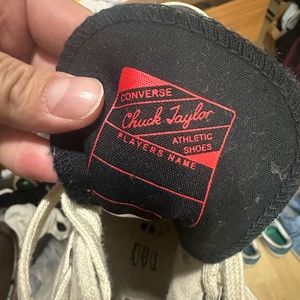 CONVERSE
Chuck Taylor
ATHLETIC
SHOES
PLAYERS NAME